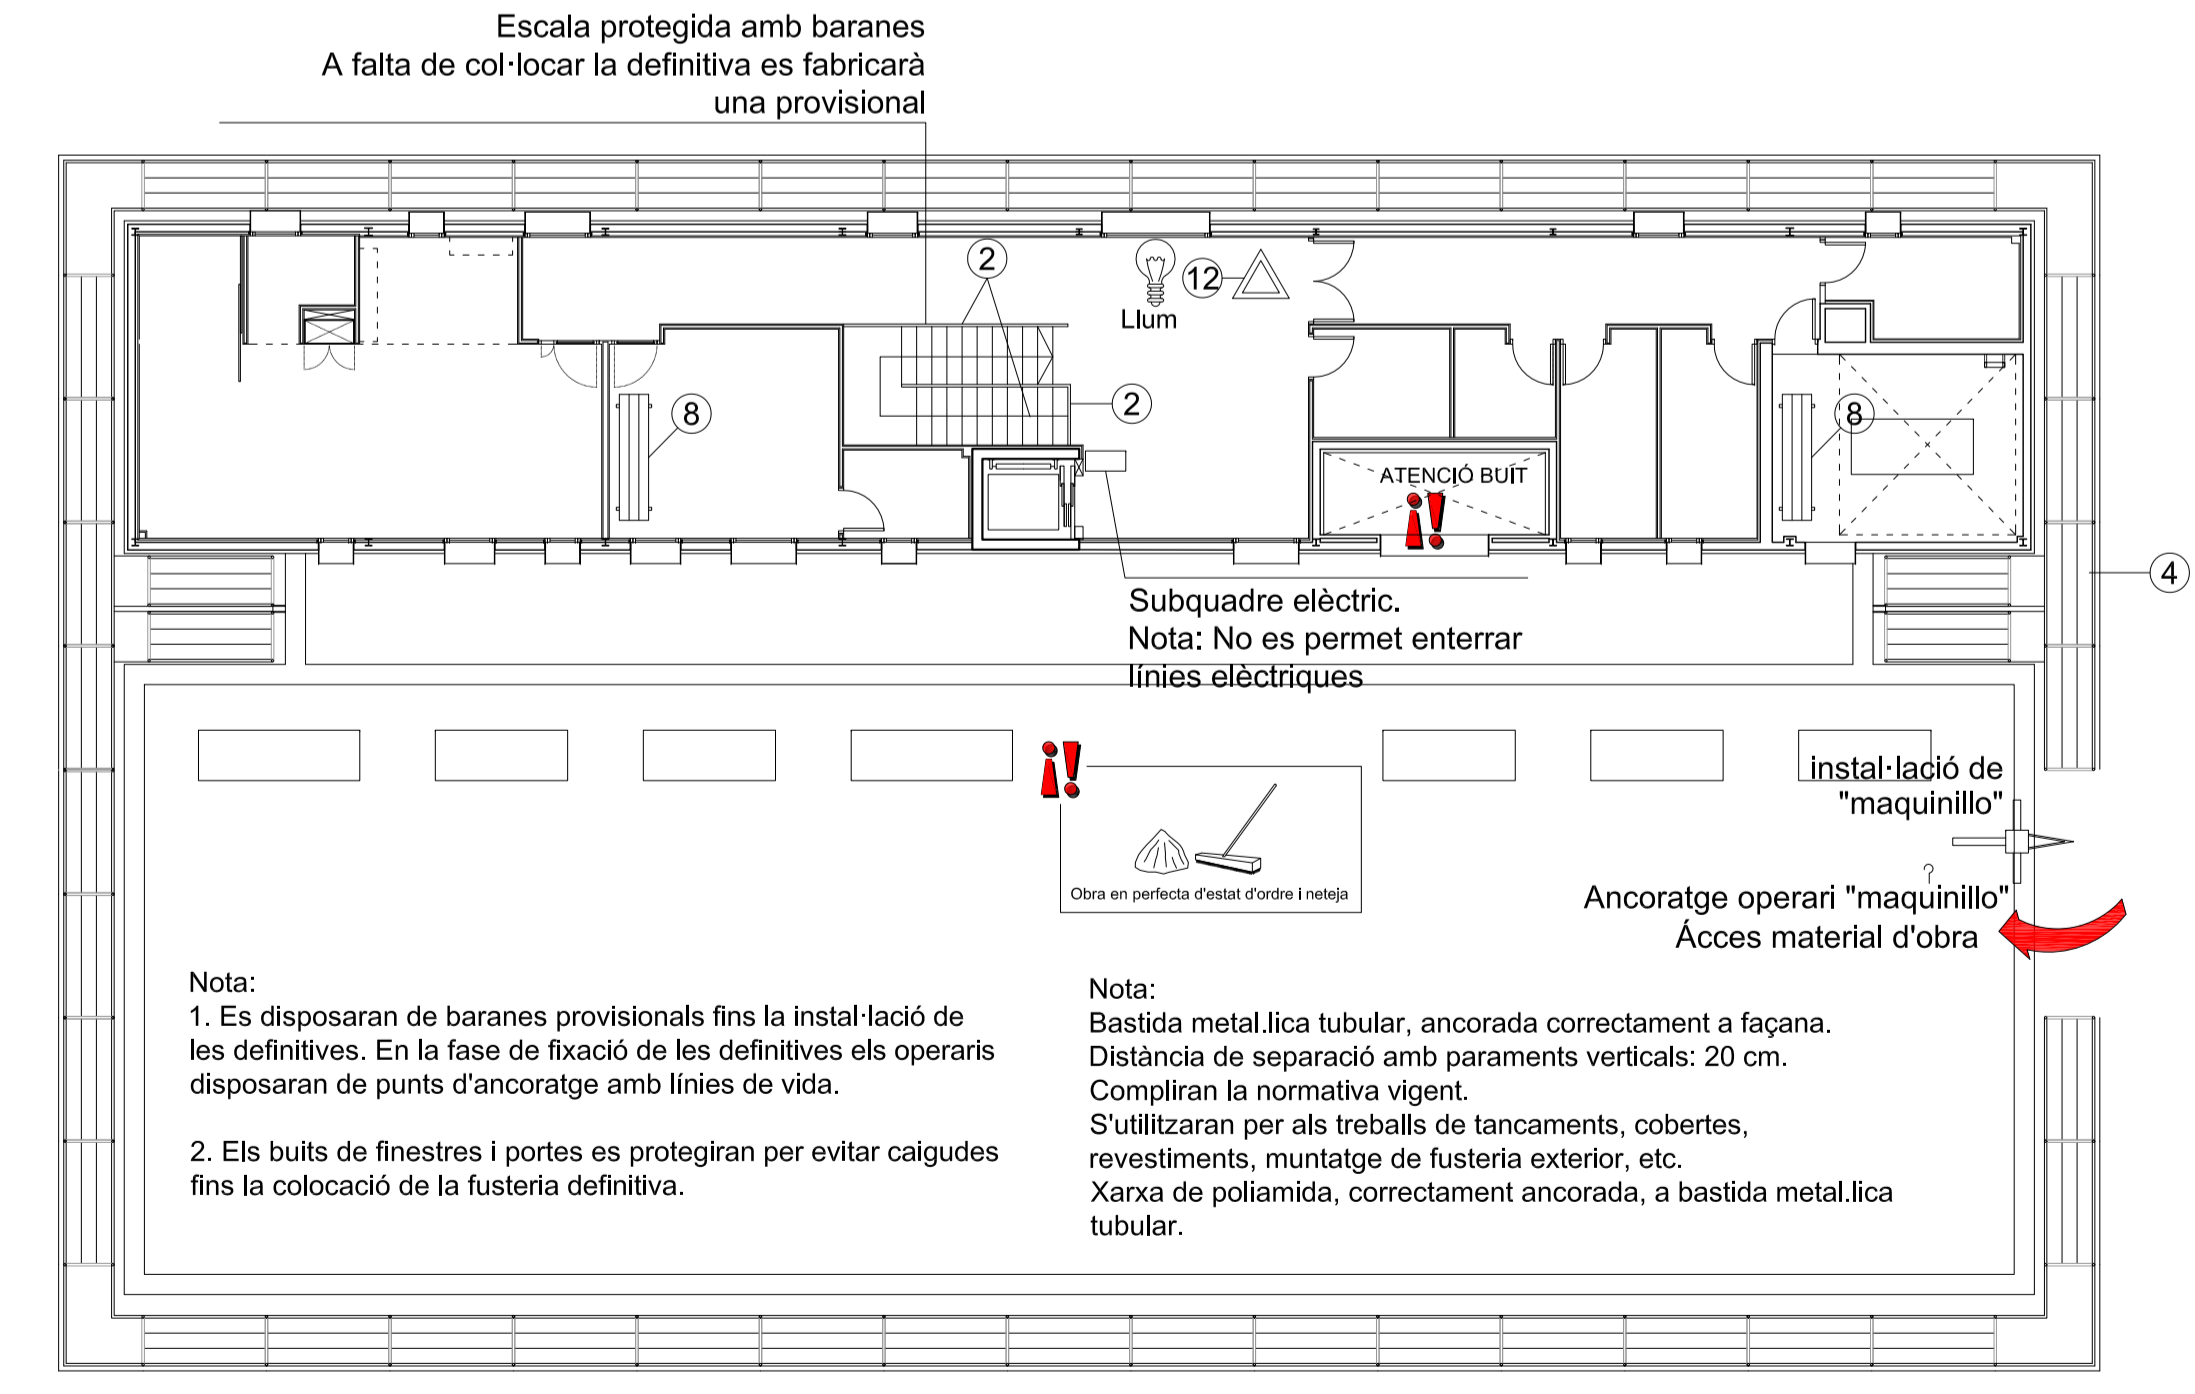 Escala protegida amb baranes
A falta de col·locar la definitiva es fabricarà
una provisional
2
12
Llum
8
2
8
ATENCIÓ BUIT
¡!
4
Subquadre elèctric.
Nota: No es permet enterrar
línies elèctriques
¡!
instal·lació de
"maquinillo"
Obra en perfecta d'estat d'ordre i neteja
?
Ancoratge operari "maquinillo"
Ácces material d'obra
Nota:
1. Es disposaran de baranes provisionals fins la instal·lació de
les definitives. En la fase de fixació de les definitives els operaris
disposaran de punts d'ancoratge amb línies de vida.
2. Els buits de finestres i portes es protegiran per evitar caigudes
fins la colocació de la fusteria definitiva.
Nota:
Bastida metal.lica tubular, ancorada correctament a façana.
Distància de separació amb paraments verticals: 20 cm.
Compliran la normativa vigent.
S'utilitzaran per als treballs de tancaments, cobertes,
revestiments, muntatge de fusteria exterior, etc.
Xarxa de poliamida, correctament ancorada, a bastida metal.lica
tubular.